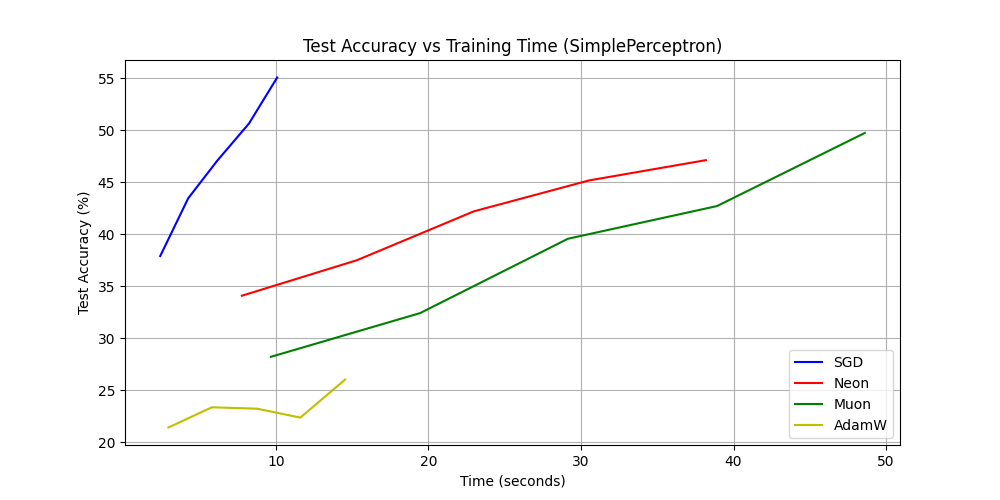 Test Accuracy vs Training Time (SimplePerceptron)
Test Accuracy (%)
55
50
45
40
35
30
25
20
10
20
30
40
50
Time (seconds)
SGD
Neon
Muon
AdamW